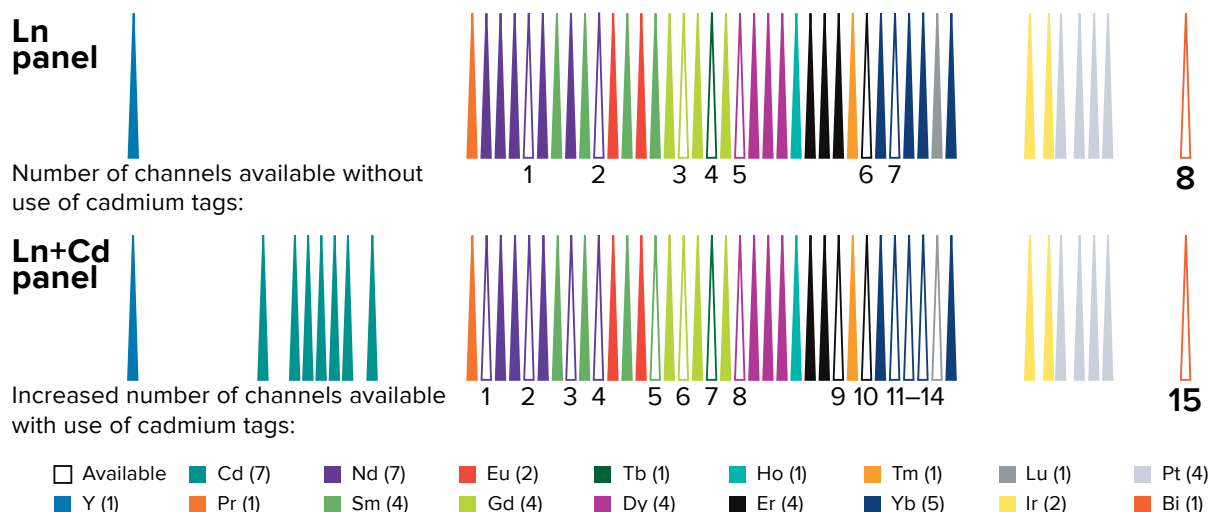 Ln
panel
Number of channels available without
use of cadmium tags:
1 2 3 4 5 6 7 8
Ln+Cd
panel
Increased number of channels available
with use of cadmium tags:
1 2 3 4 5 6 7 8 9 10 11–14 15
Available Cd (7) Nd (7) Eu (2) Tb (1) Ho (1) Tm (1) Lu (1) Pt (4)
Y (1) Pr (1) Sm (4) Gd (4) Dy (4) Er (4) Yb (5) Ir (2) Bi (1)